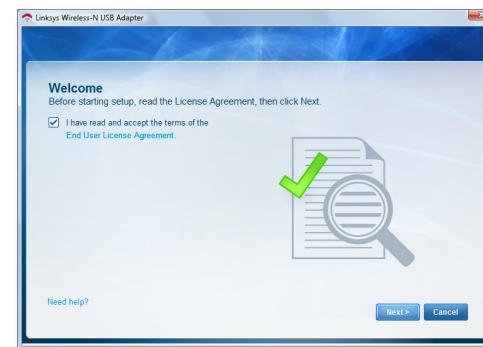 Linksys Wireless-N USB Adapter
Welcome
Before starting setup, read the License Agreement, then click Next.
I have read and accept the terms of the
End User License Agreement.
Need help?
Next >
Cancel